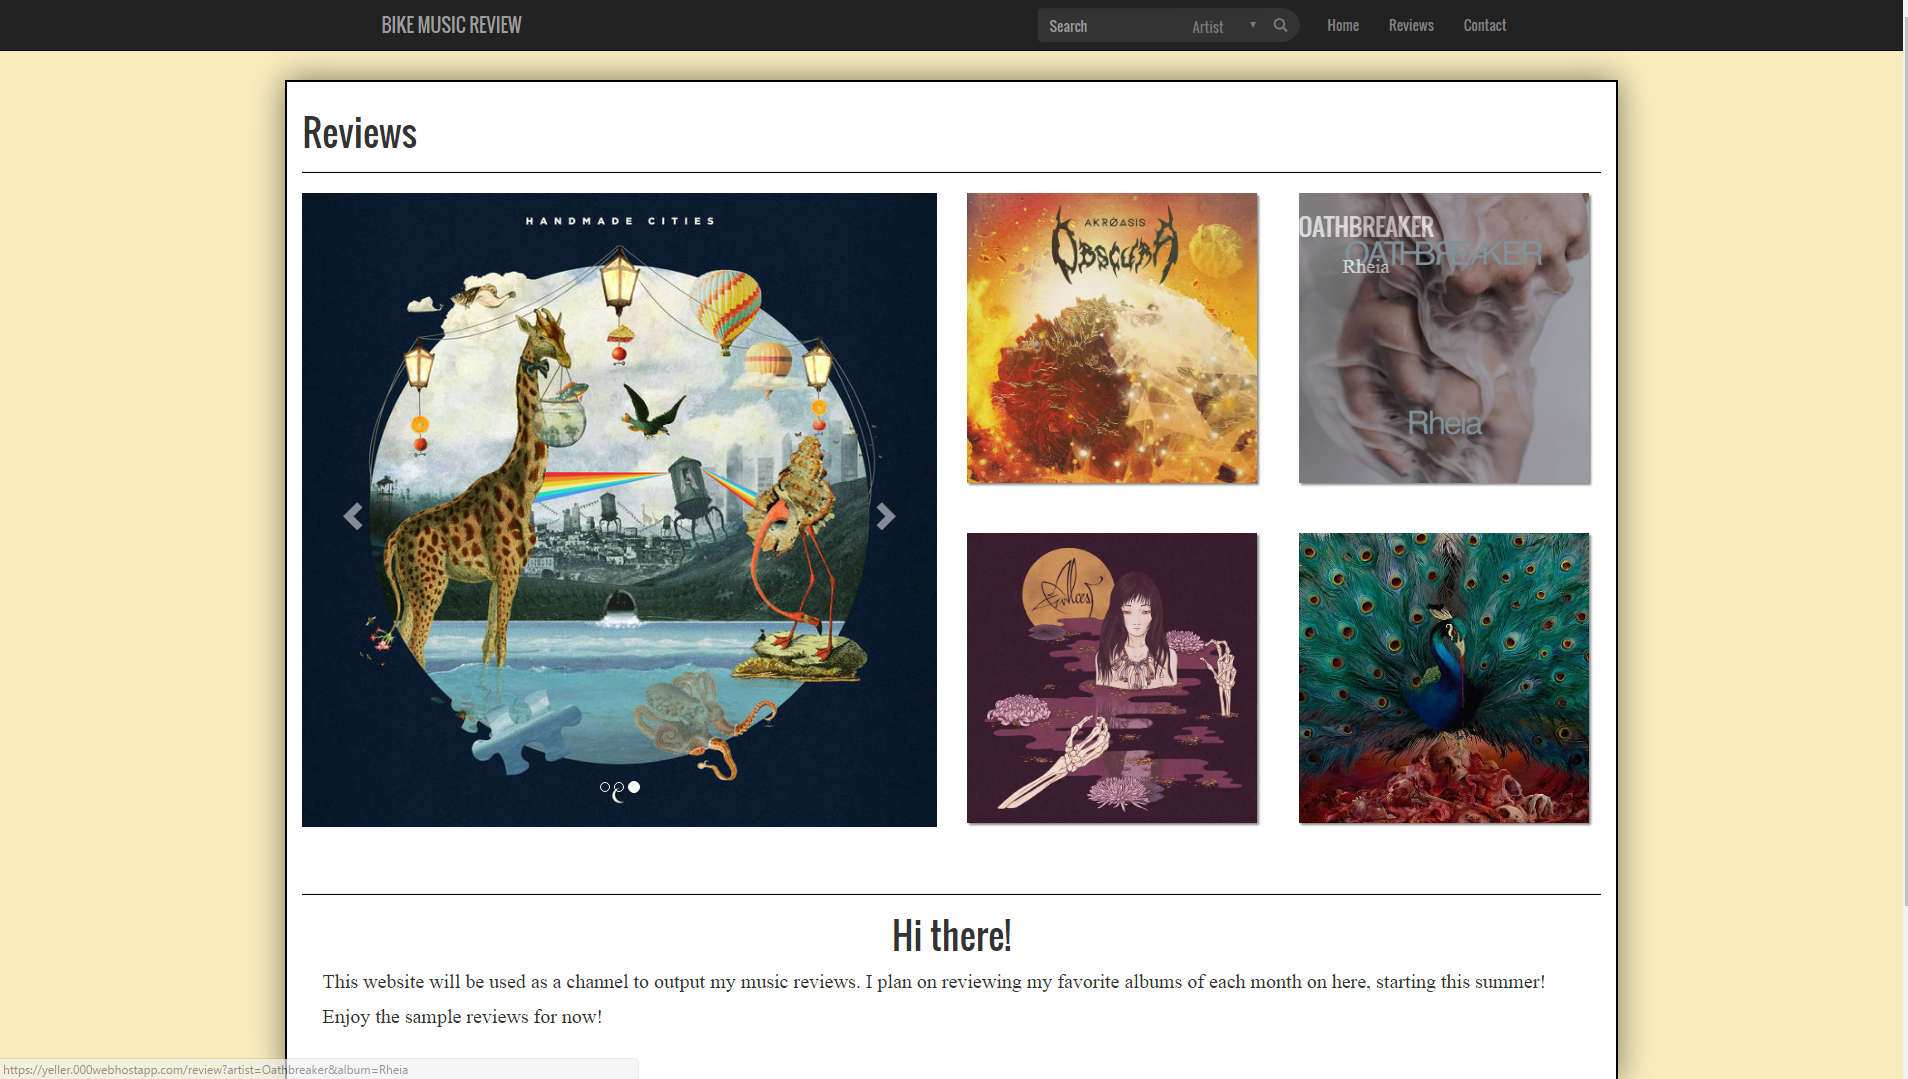 BIKE MUSIC REVIEW
Search
Artist
Home
Reviews
Contact
Reviews
HANDMADE CITIES
AKRØASIS
OBSCURA
OATHBREAKER
OATHBREAKER
Rheia
Rheia
Alcest
Hi there!
This website will be used as a channel to output my music reviews. I plan on reviewing my favorite albums of each month on here, starting this summer!
Enjoy the sample reviews for now!
https://yeller.000webhostapp.com/review?artist=Oathbreaker&album=Rheia